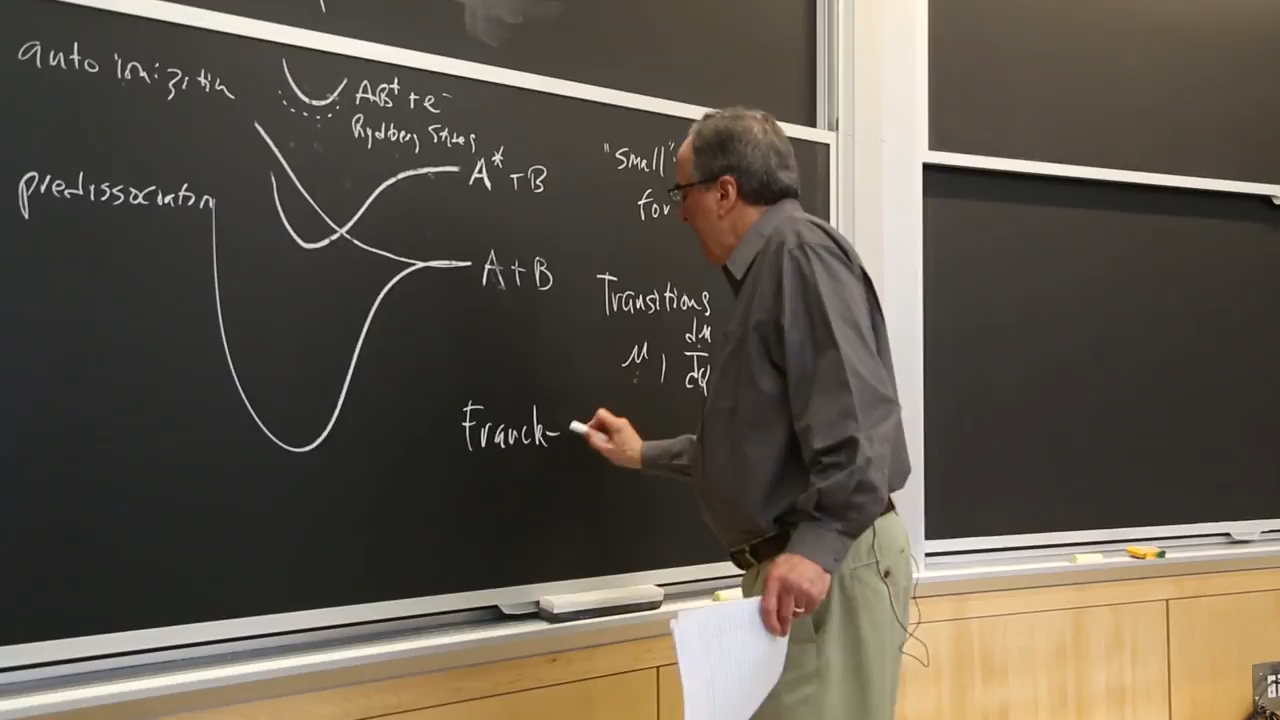 auto ionization
AB⁺ + e⁻
Rydberg States
predissociation
A* + B
A + B
"small"
for
Transitions
μ, dμ/dQ
Franck-